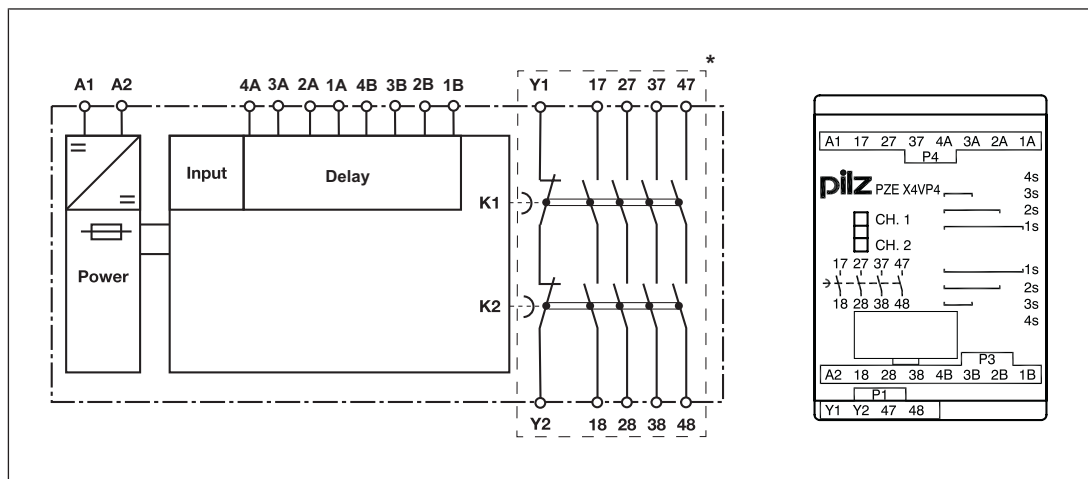 *
A1 A2 4A 3A 2A 1A 4B 3B 2B 1B Y1 17 27 37 47
Input Delay
K1
Power
K2
Y2 18 28 38 48
A1 17 27 37 4A 3A 2A 1A
P4
pilz PZE X4VP4
4s
3s
2s
1s
CH. 1
CH. 2
17 27 37 47
18 28 38 48
1s
2s
3s
4s
P3
A2 18 28 38 4B 3B 2B 1B
P1
Y1 Y2 47 48